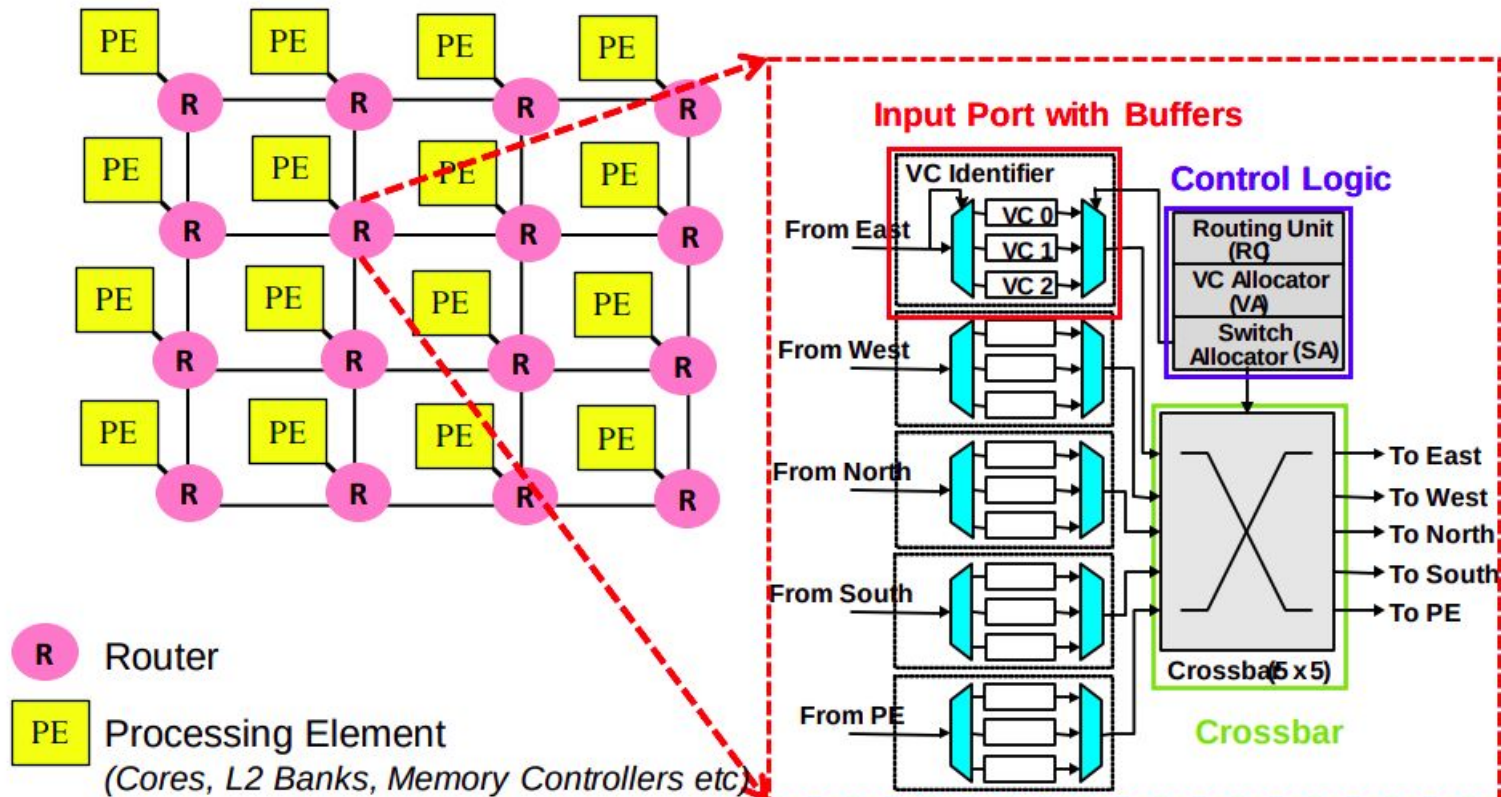 PE PE PE PE
R R R R
PE PE PE PE
R R R R
PE PE PE PE
R R R R
PE PE PE PE
R R R R
R Router
PE Processing Element
(Cores, L2 Banks, Memory Controllers etc)
Input Port with Buffers
VC Identifier
From East
VC 0
VC 1
VC 2
From West
From North
From South
From PE
Control Logic
Routing Unit
(RC)
VC Allocator
(VA)
Switch
Allocator (SA)
To East
To West
To North
To South
To PE
Crossbar(5 x 5)
Crossbar